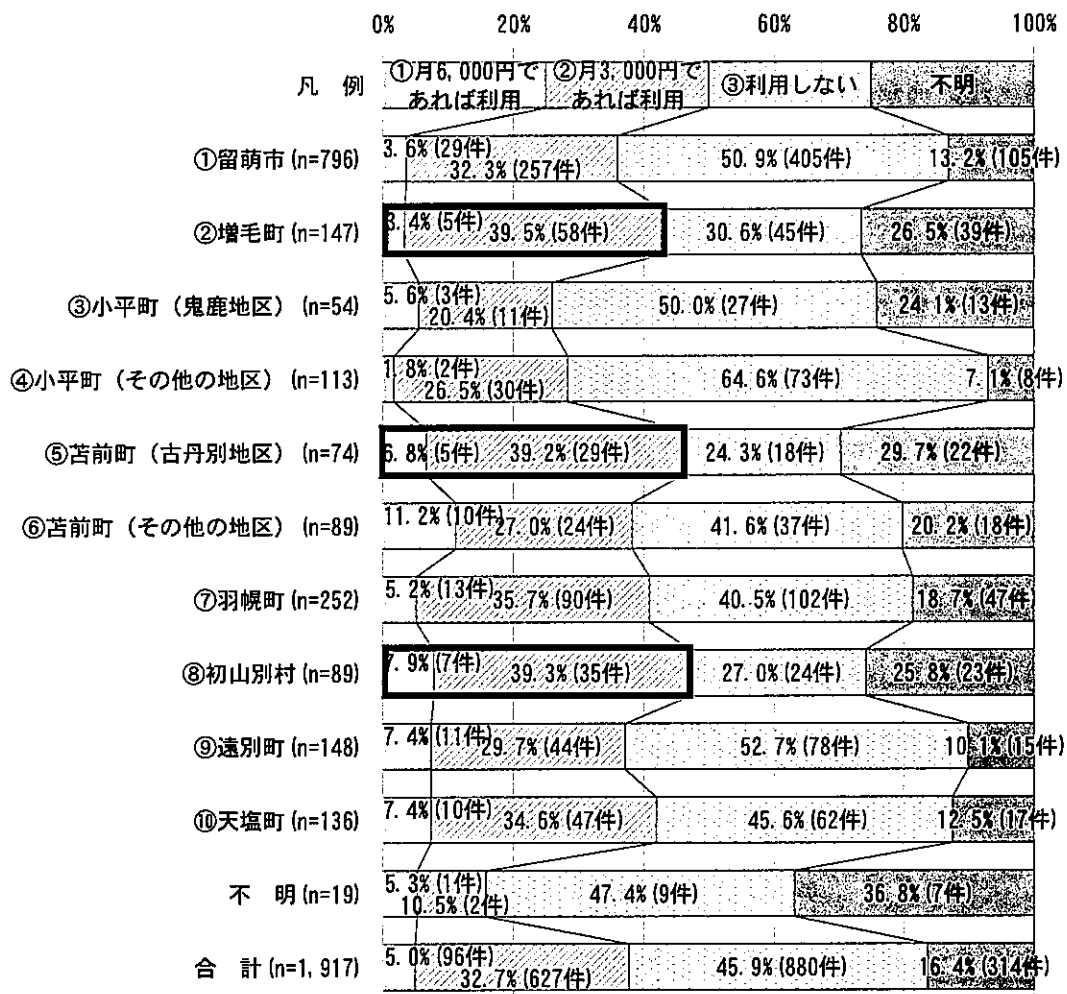 0% 20% 40% 60% 80% 100%
凡 例 ①月6,000円で ②月3,000円で ③利用しない 不明
あれば利用 あれば利用
①留萌市(n=796) 3.6%(29件) 32.3%(257件) 50.9%(405件) 13.2%(105件)
②増毛町(n=147) 3.4%(5件) 39.5%(58件) 30.6%(45件) 26.5%(39件)
③小平町(鬼鹿地区)(n=54) 5.6%(3件) 20.4%(11件) 50.0%(27件) 24.1%(13件)
④小平町(その他の地区)(n=113) 1.8%(2件) 26.5%(30件) 64.6%(73件) 7.1%(8件)
⑤苫前町(古丹別地区)(n=74) 6.8%(5件) 39.2%(29件) 24.3%(18件) 29.7%(22件)
⑥苫前町(その他の地区)(n=89) 11.2%(10件) 27.0%(24件) 41.6%(37件) 20.2%(18件)
⑦羽幌町(n=252) 5.2%(13件) 35.7%(90件) 40.5%(102件) 18.7%(47件)
⑧初山別村(n=89) 7.9%(7件) 39.3%(35件) 27.0%(24件) 25.8%(23件)
⑨遠別町(n=148) 7.4%(11件) 29.7%(44件) 52.7%(78件) 10.1%(15件)
⑩天塩町(n=136) 7.4%(10件) 34.6%(47件) 45.6%(62件) 12.5%(17件)
不 明(n=19) 5.3%(1件) 10.5%(2件) 47.4%(9件) 36.8%(7件)
合 計(n=1,917) 5.0%(96件) 32.7%(627件) 45.9%(880件) 16.4%(314件)